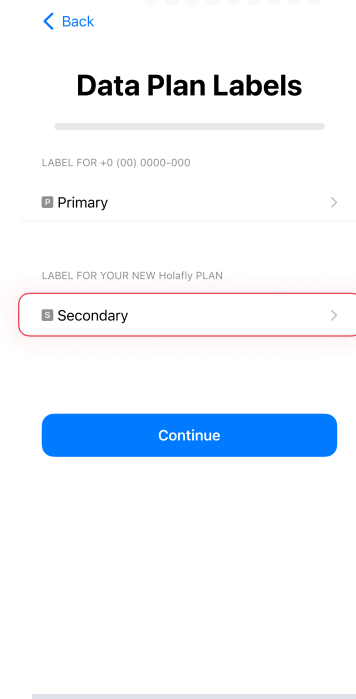 Back
Data Plan Labels
LABEL FOR +0 (00) 0000-000
P Primary
LABEL FOR YOUR NEW Holafly PLAN
S Secondary
Continue